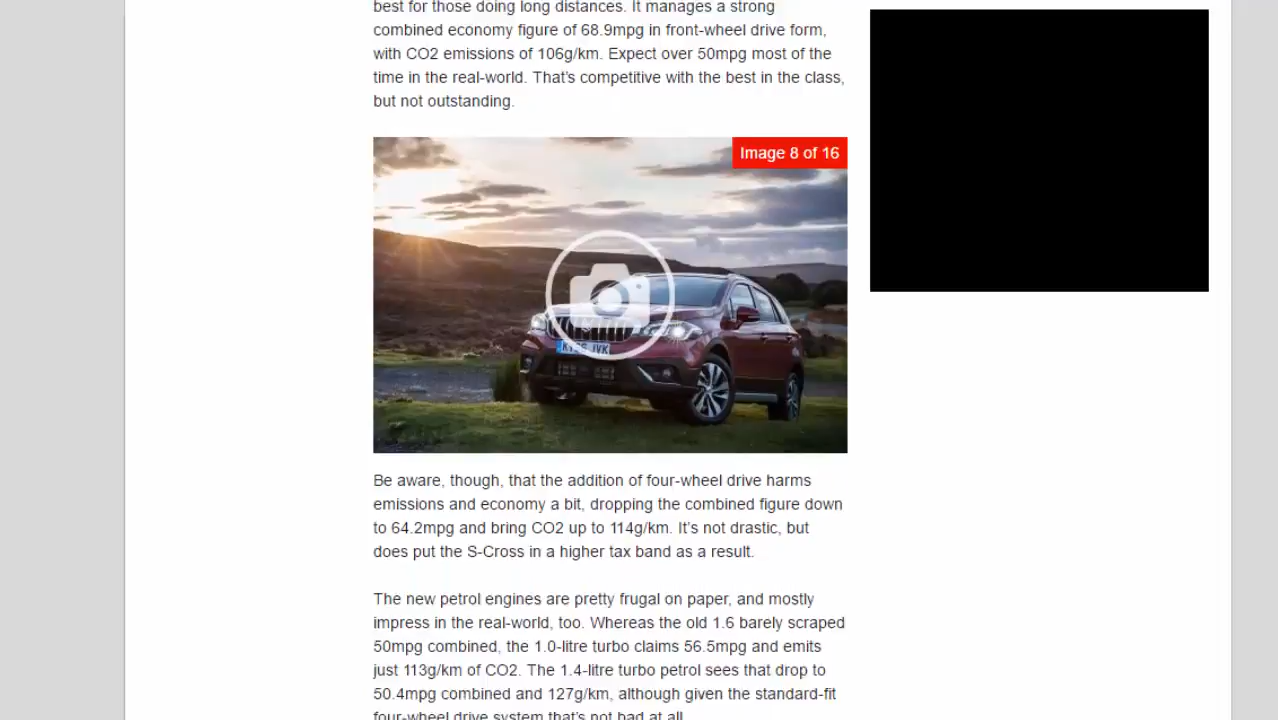 best for those doing long distances. It manages a strong
combined economy figure of 68.9mpg in front-wheel drive form,
with CO2 emissions of 106g/km. Expect over 50mpg most of the
time in the real-world. That’s competitive with the best in the class,
but not outstanding.
Image 8 of 16
Be aware, though, that the addition of four-wheel drive harms
emissions and economy a bit, dropping the combined figure down
to 64.2mpg and bring CO2 up to 114g/km. It’s not drastic, but
does put the S-Cross in a higher tax band as a result.
The new petrol engines are pretty frugal on paper, and mostly
impress in the real-world, too. Whereas the old 1.6 barely scraped
50mpg combined, the 1.0-litre turbo claims 56.5mpg and emits
just 113g/km of CO2. The 1.4-litre turbo petrol sees that drop to
50.4mpg combined and 127g/km, although given the standard-fit
four-wheel drive system that’s not bad at all.